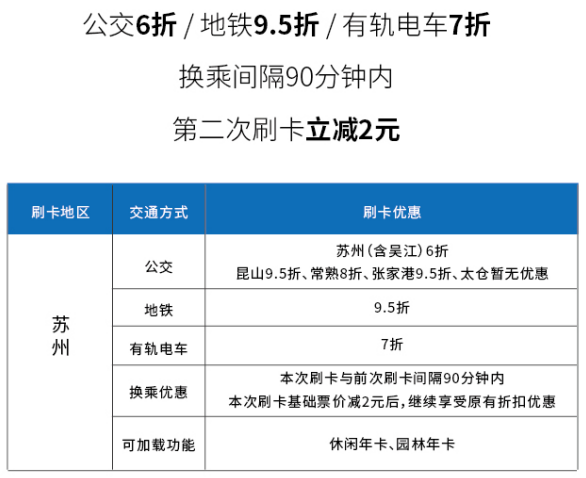 公交6折 / 地铁9.5折 / 有轨电车7折
换乘间隔90分钟内
第二次刷卡立减2元
刷卡地区 交通方式 刷卡优惠
苏州
公交 苏州(含吴江)6折
昆山9.5折、常熟8折、张家港9.5折、太仓暂无优惠
地铁 9.5折
有轨电车 7折
换乘优惠 本次刷卡与前次刷卡间隔90分钟内
本次刷卡基础票价减2元后,继续享受原有折扣优惠
可加载功能 休闲年卡、园林年卡